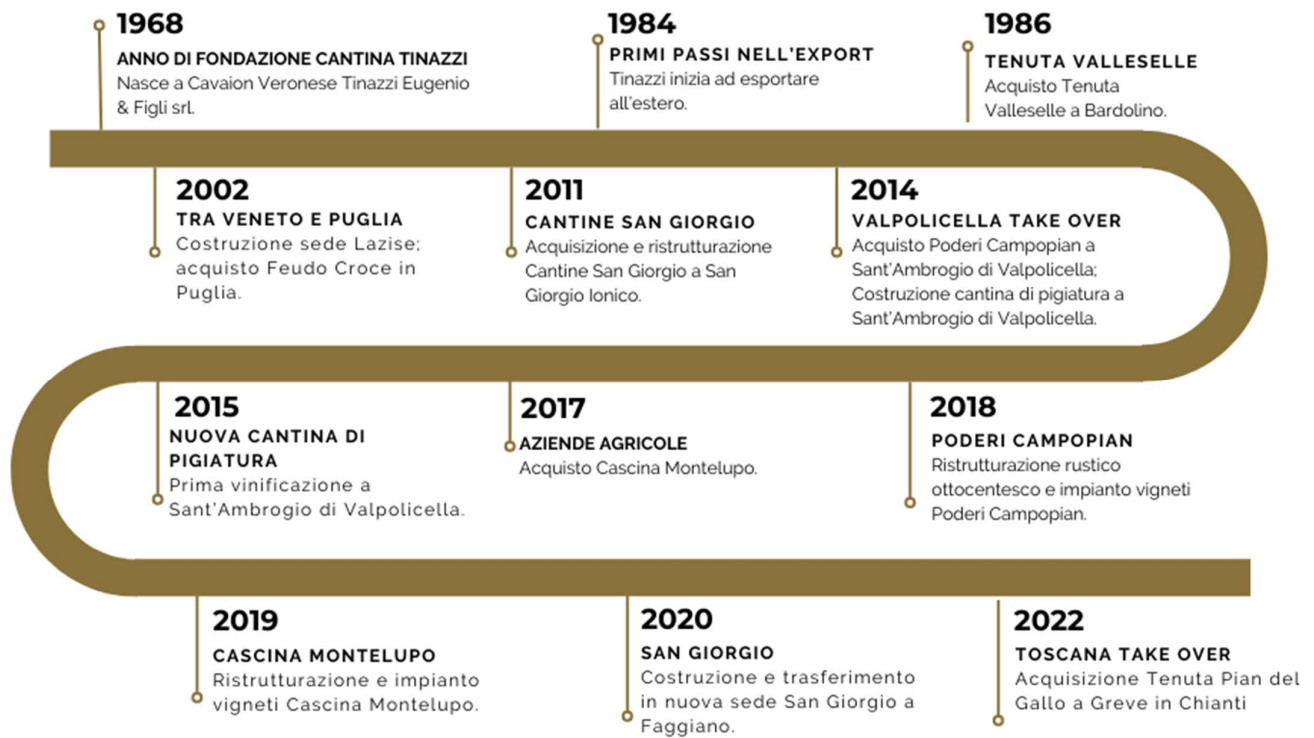 1968
ANNO DI FONDAZIONE CANTINA TINAZZI
Nasce a Cavaion Veronese Tinazzi Eugenio
& Figli srl.
1984
PRIMI PASSI NELL'EXPORT
Tinazzi inizia ad esportare
all'estero.
1986
TENUTA VALLESELLE
Acquisto Tenuta
Valleselle a Bardolino.
2002
TRA VENETO E PUGLIA
Costruzione sede Lazise;
acquisto Feudo Croce in
Puglia.
2011
CANTINE SAN GIORGIO
Acquisizione e ristrutturazione
Cantine San Giorgio a San
Giorgio Ionico.
2014
VALPOLICELLA TAKE OVER
Acquisto Poderi Campopian a
Sant'Ambrogio di Valpolicella;
Costruzione cantina di pigiatura a
Sant'Ambrogio di Valpolicella.
2015
NUOVA CANTINA DI
PIGIATURA
Prima vinificazione a
Sant'Ambrogio di Valpolicella.
2017
AZIENDE AGRICOLE
Acquisto Cascina Montelupo.
2018
PODERI CAMPOPIAN
Ristrutturazione rustico
ottocentesco e impianto vigneti
Poderi Campopian.
2019
CASCINA MONTELUPO
Ristrutturazione e impianto
vigneti Cascina Montelupo.
2020
SAN GIORGIO
Costruzione e trasferimento
in nuova sede San Giorgio a
Faggiano.
2022
TOSCANA TAKE OVER
Acquisizione Tenuta Pian del
Gallo a Greve in Chianti